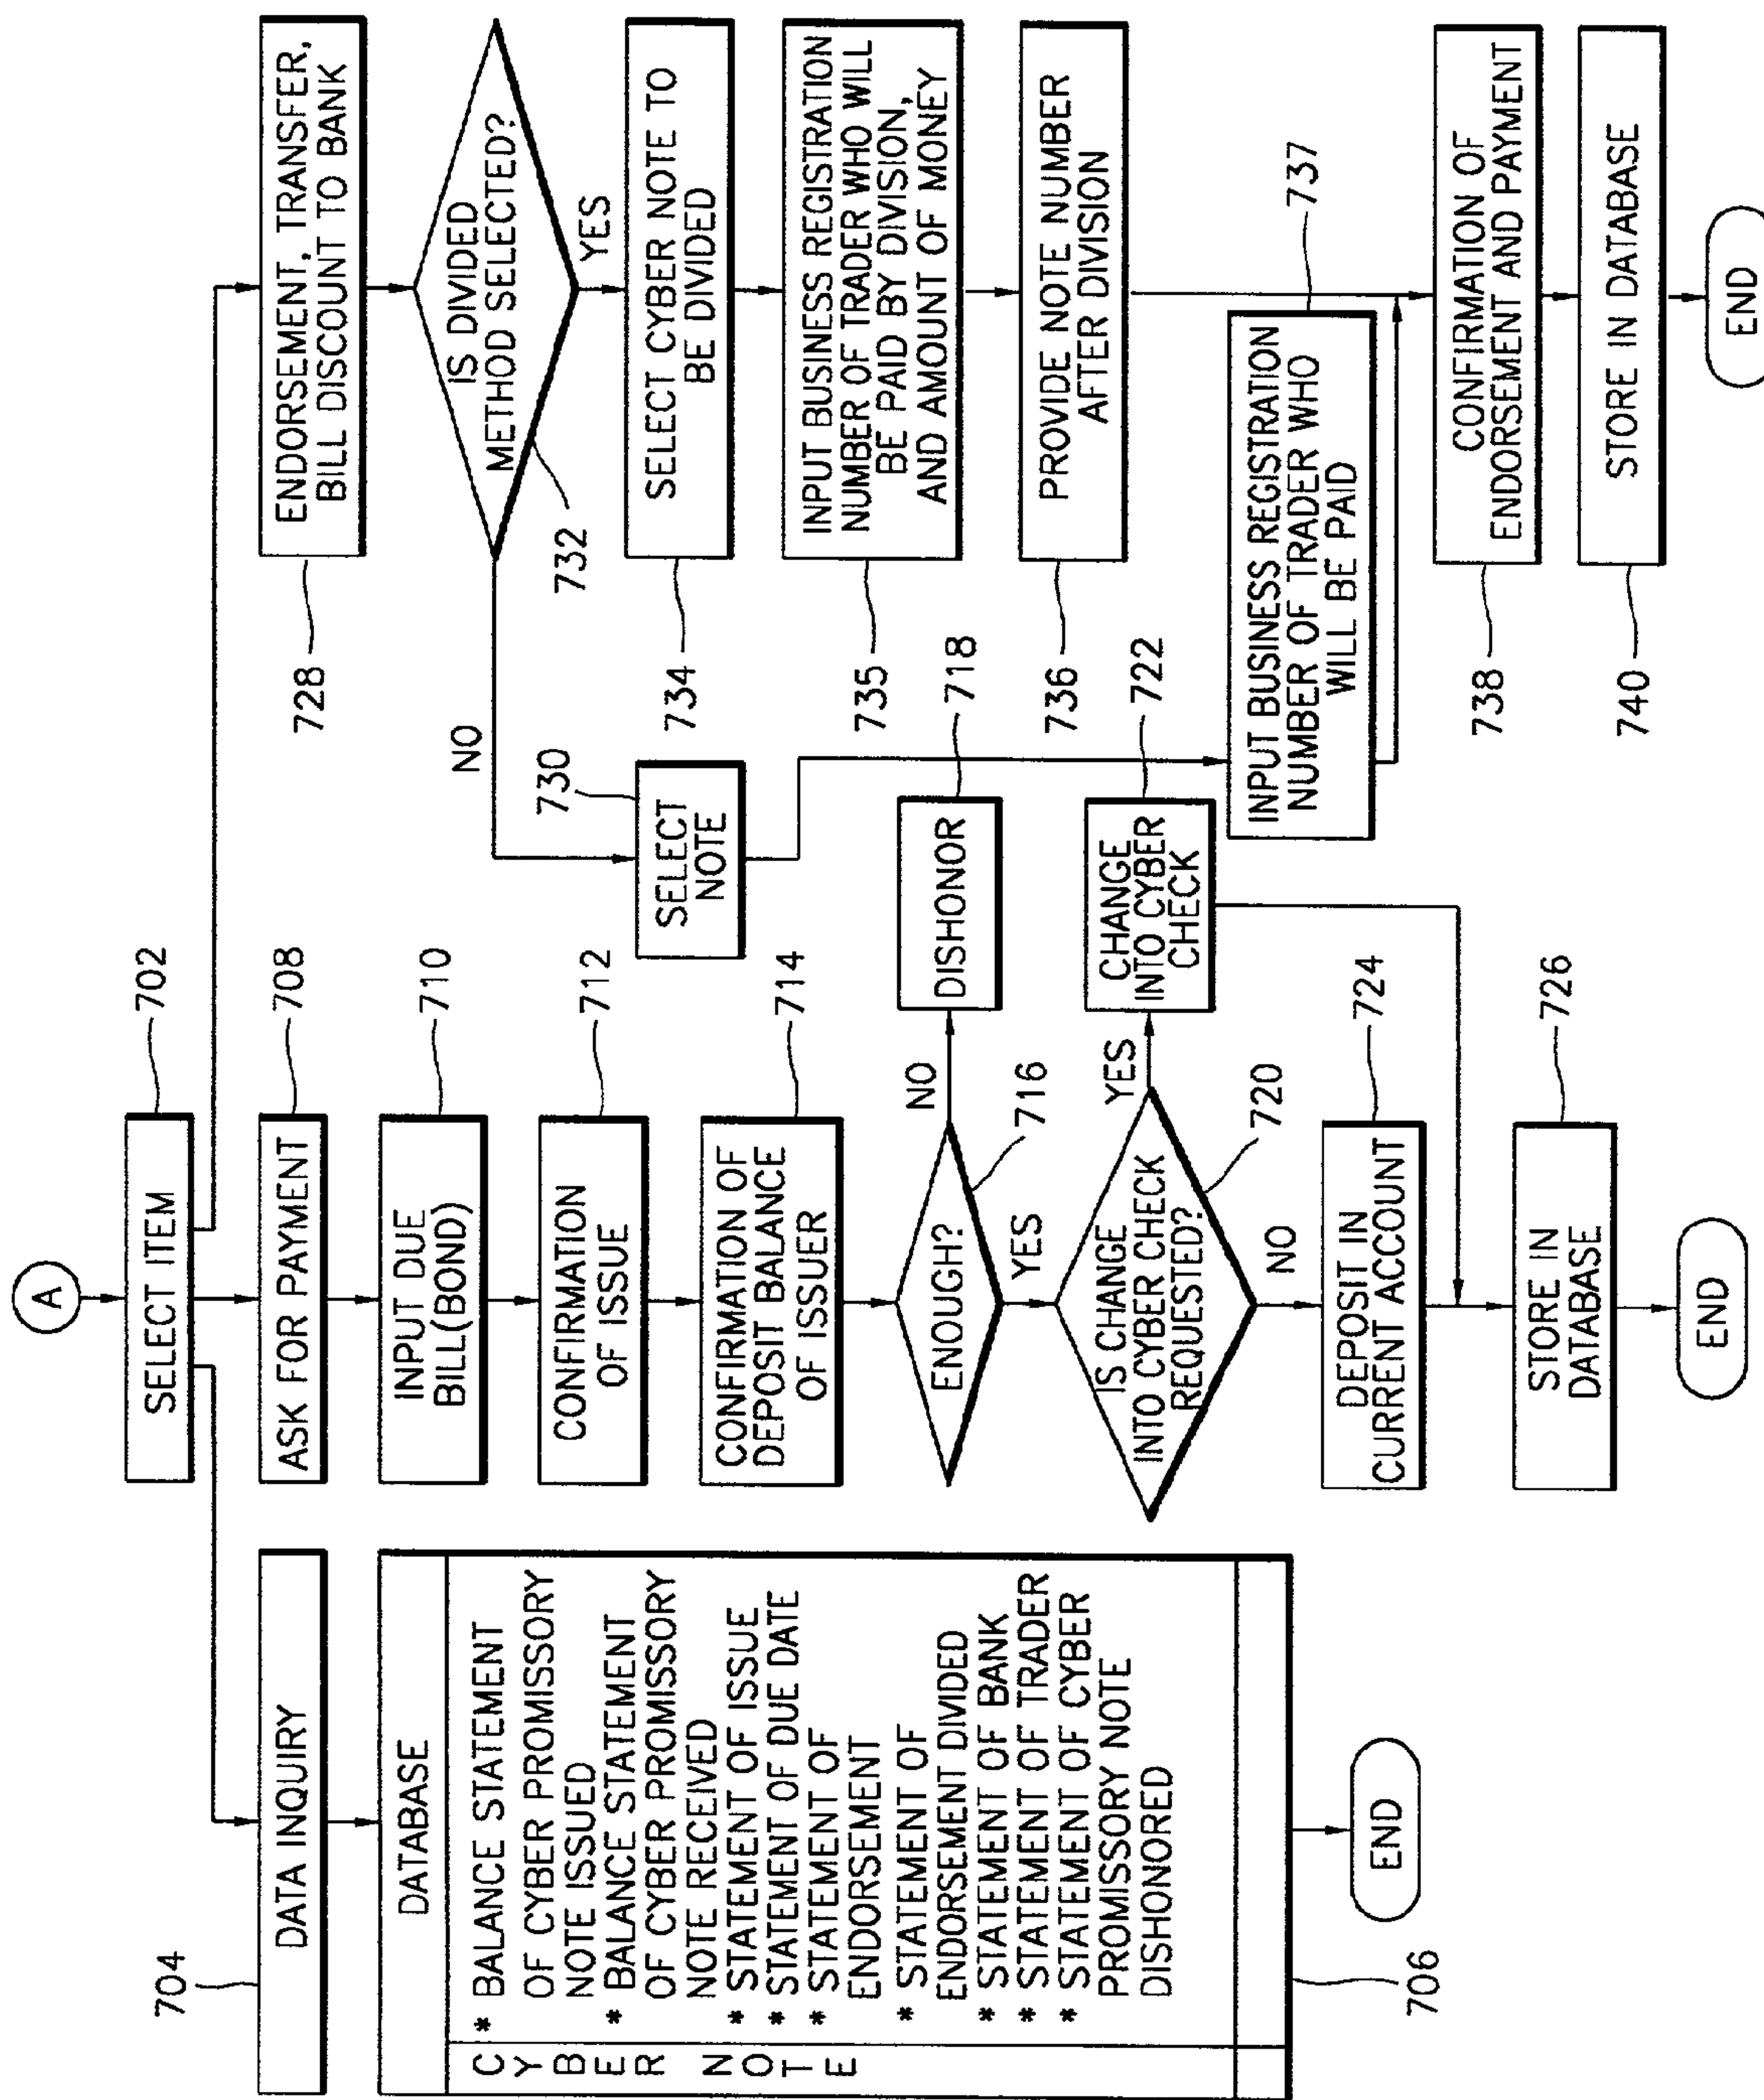 A
SELECT ITEM
702
704
DATA INQUIRY
DATABASE
CYBER NOTE
* BALANCE STATEMENT
OF CYBER PROMISSORY
NOTE ISSUED
* BALANCE STATEMENT
OF CYBER PROMISSORY
NOTE RECEIVED
* STATEMENT OF ISSUE
* STATEMENT OF DUE DATE
* STATEMENT OF
ENDORSEMENT
* STATEMENT OF
ENDORSEMENT DIVIDED
* STATEMENT OF BANK
* STATEMENT OF TRADER
* STATEMENT OF CYBER
PROMISSORY NOTE
DISHONORED
706
END
ASK FOR PAYMENT
708
INPUT DUE
BILL(BOND)
710
CONFIRMATION
OF ISSUE
712
CONFIRMATION OF
DEPOSIT BALANCE
OF ISSUER
714
ENOUGH?
716
NO
DISHONOR
718
YES
IS CHANGE
INTO CYBER CHECK
REQUESTED?
720
YES
CHANGE
INTO CYBER
CHECK
722
NO
DEPOSIT IN
CURRENT ACCOUNT
724
STORE IN
DATABASE
726
END
ENDORSEMENT, TRANSFER,
BILL DISCOUNT TO BANK
728
IS DIVIDED
METHOD SELECTED?
732
NO
730
SELECT
NOTE
YES
SELECT CYBER NOTE TO
BE DIVIDED
734
INPUT BUSINESS REGISTRATION
NUMBER OF TRADER WHO WILL
BE PAID BY DIVISION,
AND AMOUNT OF MONEY
735
PROVIDE NOTE NUMBER
AFTER DIVISION
736
737
INPUT BUSINESS REGISTRATION
NUMBER OF TRADER WHO
WILL BE PAID
CONFIRMATION OF
ENDORSEMENT AND PAYMENT
738
STORE IN DATABASE
740
END